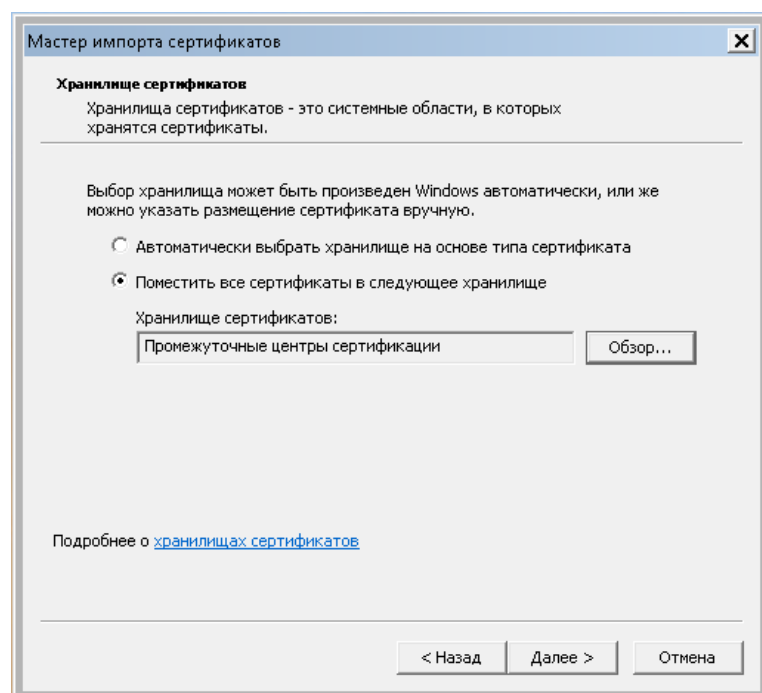 Мастер импорта сертификатов
Хранилище сертификатов
Хранилища сертификатов - это системные области, в которых
хранятся сертификаты.
Выбор хранилища может быть произведен Windows автоматически, или же
можно указать размещение сертификата вручную.
Автоматически выбрать хранилище на основе типа сертификата
Поместить все сертификаты в следующее хранилище
Хранилище сертификатов:
Промежуточные центры сертификации
Обзор...
Подробнее о хранилищах сертификатов
< Назад
Далее >
Отмена